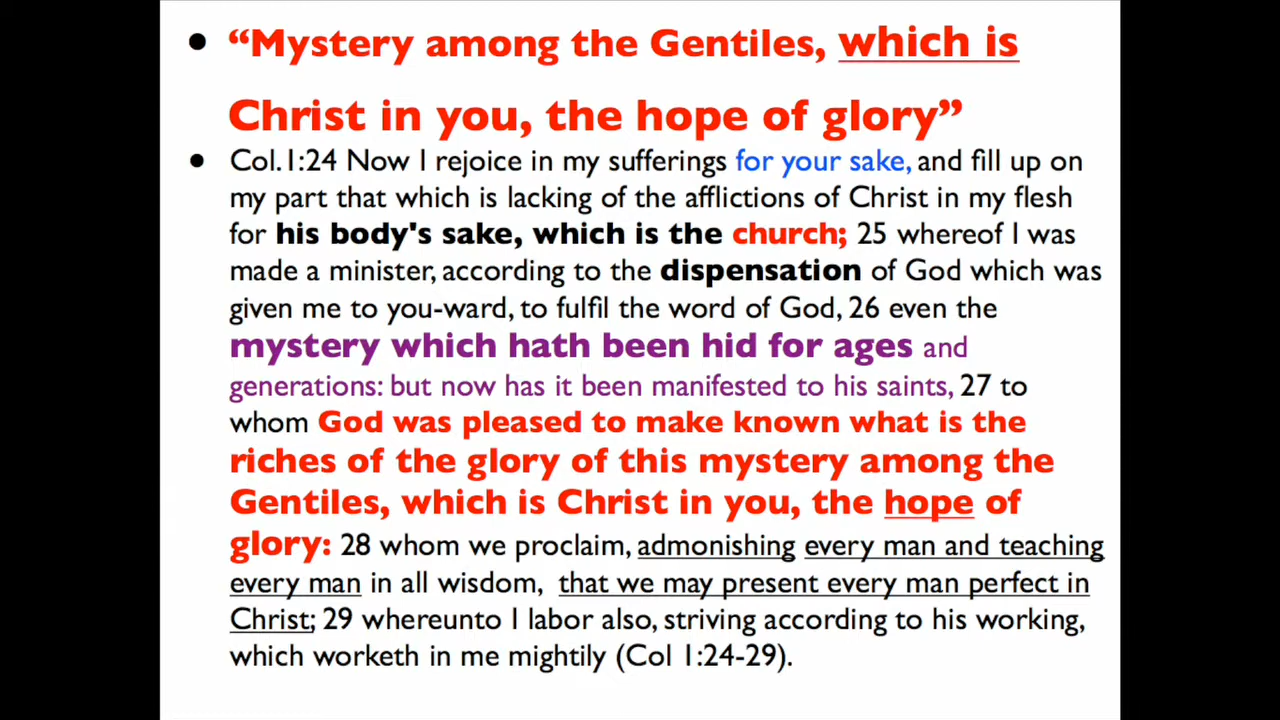 • “Mystery among the Gentiles, which is
Christ in you, the hope of glory”
• Col.1:24 Now I rejoice in my sufferings for your sake, and fill up on
my part that which is lacking of the afflictions of Christ in my flesh
for his body's sake, which is the church; 25 whereof I was
made a minister, according to the dispensation of God which was
given me to you-ward, to fulfil the word of God, 26 even the
mystery which hath been hid for ages and
generations: but now has it been manifested to his saints, 27 to
whom God was pleased to make known what is the
riches of the glory of this mystery among the
Gentiles, which is Christ in you, the hope of
glory: 28 whom we proclaim, admonishing every man and teaching
every man in all wisdom, that we may present every man perfect in
Christ; 29 whereunto I labor also, striving according to his working,
which worketh in me mightily (Col 1:24-29).